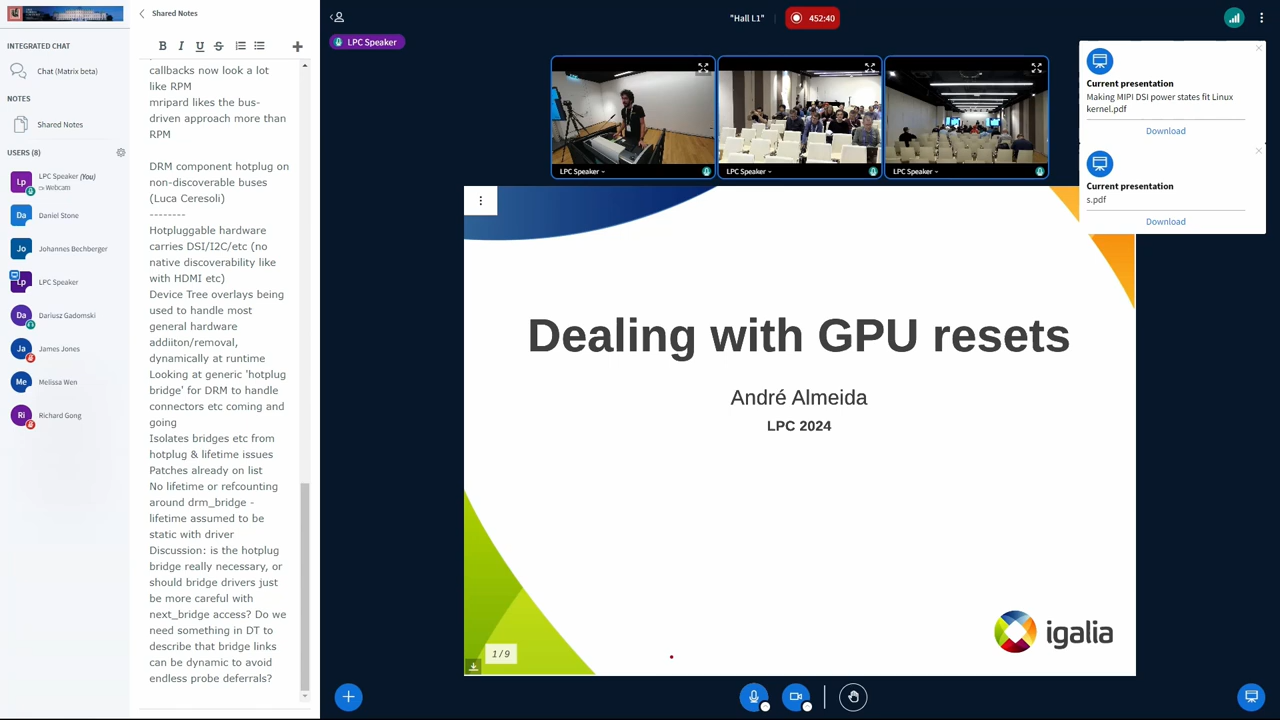 INTEGRATED CHAT
Chat (Matrix beta)
NOTES
Shared Notes
USERS (8)
Lp
LPC Speaker (You)
Webcam
Da
Daniel Stone
Jo
Johannes Bechberger
Lp
LPC Speaker
Da
Dariusz Gadomski
Ja
James Jones
Me
Melissa Wen
Ri
Richard Gong
Shared Notes
B I U S
callbacks now look a lot
like RPM
mripard likes the bus-
driven approach more than
RPM
DRM component hotplug on
non-discoverable buses
(Luca Ceresoli)
--------
Hotpluggable hardware
carries DSI/I2C/etc (no
native discoverability like
with HDMI etc)
Device Tree overlays being
used to handle most
general hardware
addiiton/removal,
dynamically at runtime
Looking at generic 'hotplug
bridge' for DRM to handle
connectors etc coming and
going
Isolates bridges etc from
hotplug & lifetime issues
Patches already on list
No lifetime or refcounting
around drm_bridge -
lifetime assumed to be
static with driver
Discussion: is the hotplug
bridge really necessary, or
should bridge drivers just
be more careful with
next_bridge access? Do we
need something in DT to
describe that bridge links
can be dynamic to avoid
endless probe deferrals?
"Hall L1"
452:40
LPC Speaker
LPC Speaker
LPC Speaker
LPC Speaker
Current presentation
Making MIPI DSI power states fit Linux
kernel.pdf
Download
Current presentation
s.pdf
Download
Dealing with GPU resets
André Almeida
LPC 2024
igalia
1 / 9